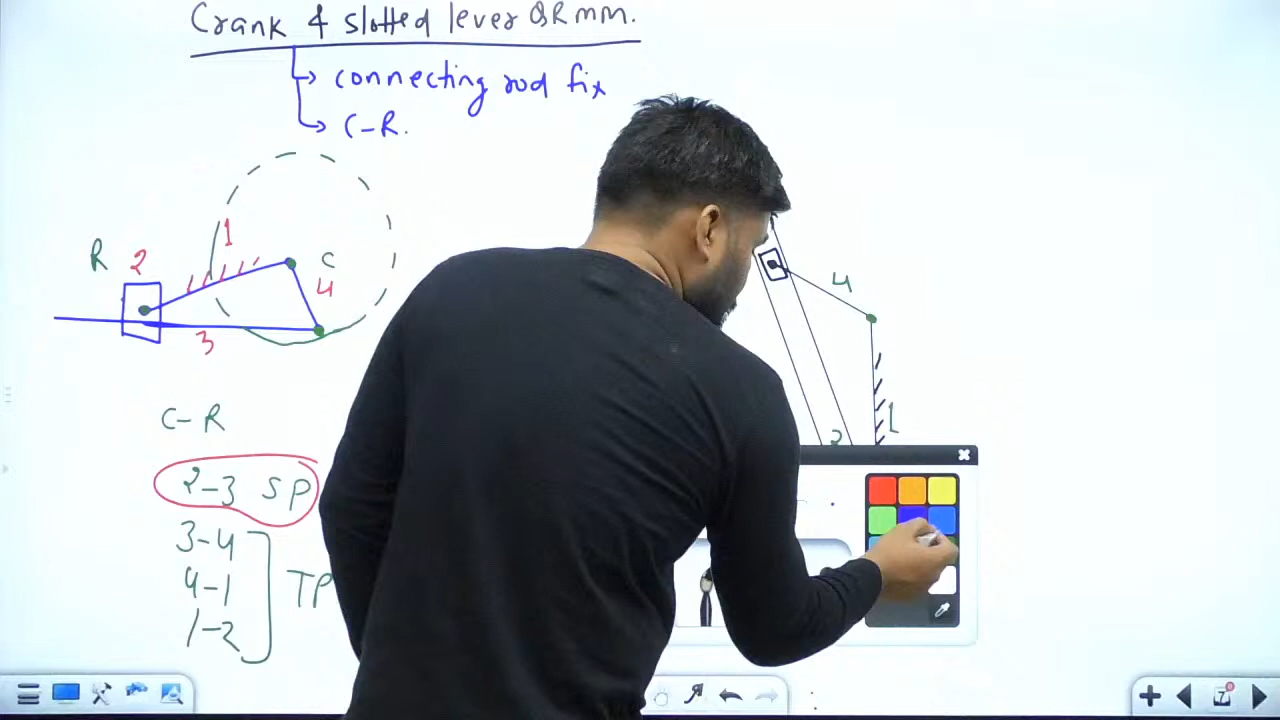 Crank & slotted lever QRmm.
connecting rod fix
C-R.
1
R
2
C
4
3
4
1
2
C-R
2-3 SP
3-4
4-1
1-2
TP
7